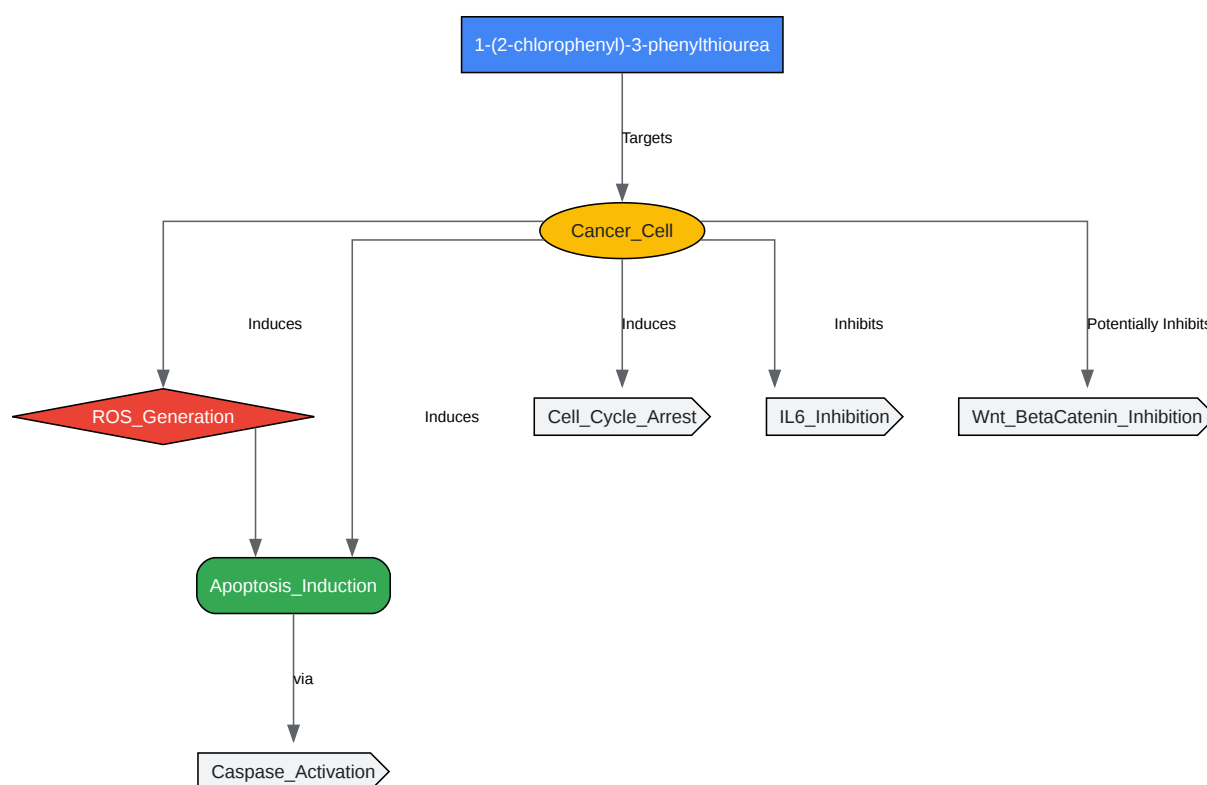 1-(2-chlorophenyl)-3-phenylthiourea
Targets
Cancer_Cell
Induces
Induces
Inhibits
Potentially Inhibits
ROS_Generation
Induces
Cell_Cycle_Arrest
IL6_Inhibition
Wnt_BetaCatenin_Inhibition
Apoptosis_Induction
via
Caspase_Activation